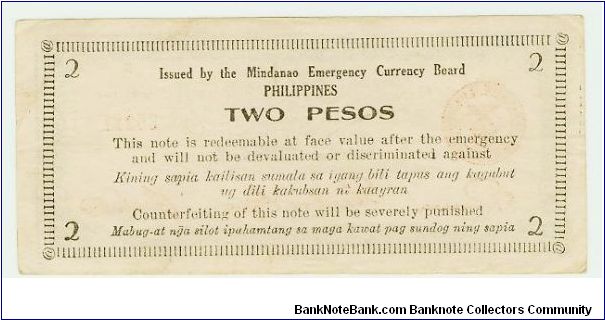 2 2
Issued by the Mindanao Emergency Currency Board
PHILIPPINES
TWO PESOS
This note is redeemable at face value after the emergency
and will not be devaluated or discriminated against
Kining sapia kailisan sumala sa iyang bili tapus ang kagubut
ug dili kakubsan ni kaayran
Counterfeiting of this note will be severely punished
2 2
Mabug-at nga silot ipahamtang sa maga kawat pag sundog ning sapia
BankNoteBank.com Banknote Collectors Community